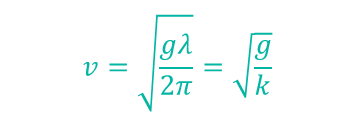 v = √(gλ/2π) = √(g/k)